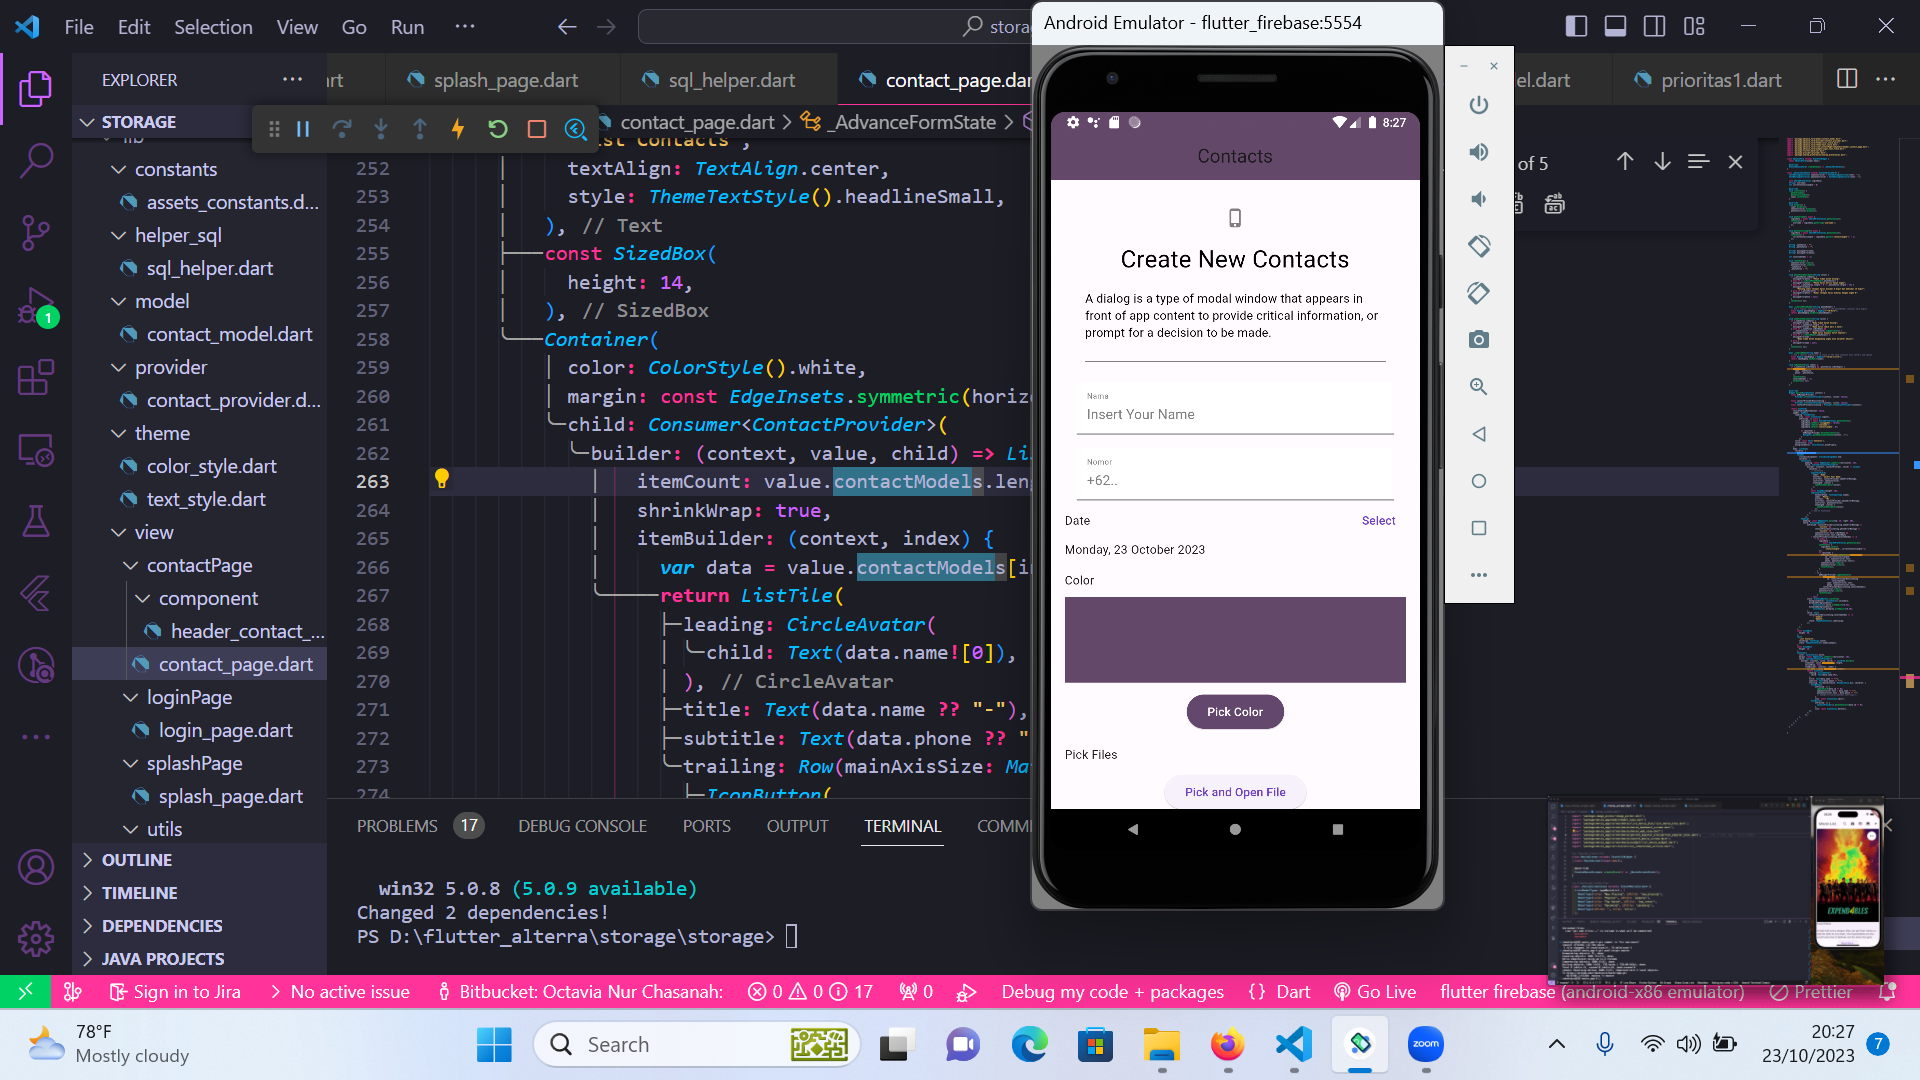 File Edit Selection View Go Run ...
Android Emulator - flutter_firebase:5554
EXPLORER
splash_page.dart
sql_helper.dart
contact_page.dar
prioritas1.dart
STORAGE
contact_page.dart > _AdvanceFormState >
of 5
constants
assets_constants.d...
helper_sql
sql_helper.dart
model
contact_model.dart
provider
contact_provider.d...
theme
color_style.dart
text_style.dart
view
contactPage
component
header_contact_...
contact_page.dart
loginPage
login_page.dart
splashPage
splash_page.dart
utils
OUTLINE
TIMELINE
DEPENDENCIES
JAVA PROJECTS
252 textAlign: TextAlign.center,
253 style: ThemeTextStyle().headlineSmall,
254 ), // Text
255 const SizedBox(
256 height: 14,
257 ), // SizedBox
258 Container(
259 color: ColorStyle().white,
260 margin: const EdgeInsets.symmetric(horiz
261 child: Consumer<ContactProvider>(
262 builder: (context, value, child) => Li
263 itemCount: value.contactModels.len
264 shrinkWrap: true,
265 itemBuilder: (context, index) {
266 var data = value.contactModels[i
267 return ListTile(
268 leading: CircleAvatar(
269 child: Text(data.name![0]),
270 ), // CircleAvatar
271 title: Text(data.name ?? "-"),
272 subtitle: Text(data.phone ?? "
273 trailing: Row(mainAxisSize: Ma
274 IconButton(
8:27
Contacts
Create New Contacts
A dialog is a type of modal window that appears in
front of app content to provide critical information, or
prompt for a decision to be made.
Name
Insert Your Name
Nomor
+62..
Date Select
Monday, 23 October 2023
Color
Pick Color
Pick Files
Pick and Open File
PROBLEMS 17 DEBUG CONSOLE PORTS OUTPUT TERMINAL COMM
win32 5.0.8 (5.0.9 available)
Changed 2 dependencies!
PS D:\flutter_alterra\storage\storage>
Sign in to Jira
No active issue
Bitbucket: Octavia Nur Chasanah:
0 0 17
0
Debug my code + packages
{} Dart
Go Live
flutter firebase (android-x86 emulator)
Prettier
78°F
Mostly cloudy
Search
zoom
20:27
23/10/2023
7